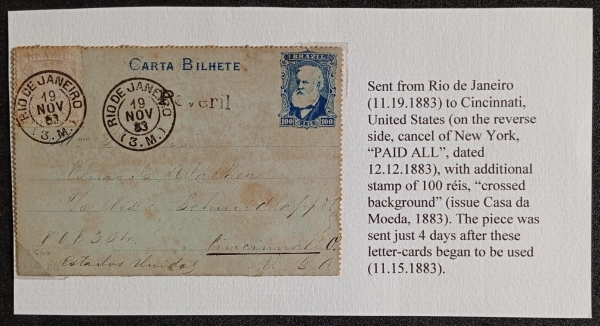 CARTA BILHETE
BRAZIL
100 100
RIO DE JANEIRO
19
NOV
83
(3.M.)
RIO DE JANEIRO
19
NOV
83
(3.M.)
Cincinnati O.
Estados Unidos
Sent from Rio de Janeiro
(11.19.1883) to Cincinnati,
United States (on the reverse
side, cancel of New York,
“PAID ALL”, dated
12.12.1883), with additional
stamp of 100 réis, “crossed
background” (issue Casa da
Moeda, 1883). The piece was
sent just 4 days after these
letter-cards began to be used
(11.15.1883).